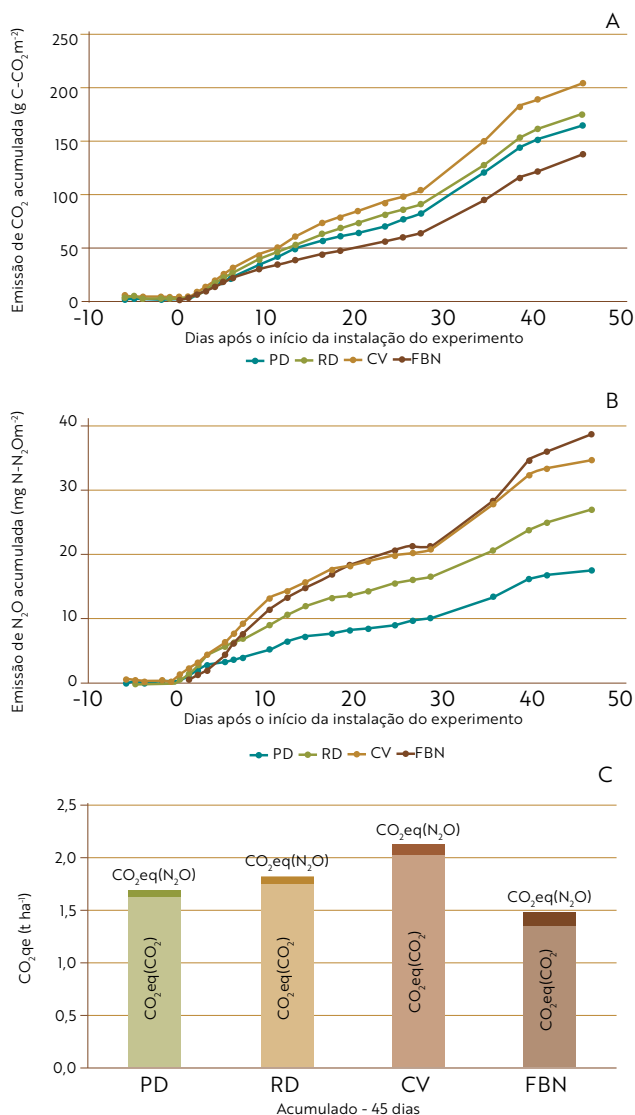 A
Emissão de CO₂ acumulada (g C-CO₂m⁻²)
250
200
150
100
50
0
-10 0 10 20 30 40 50
Dias após o início da instalação do experimento
PD RD CV FBN
B
Emissão de N₂O acumulada (mg N-N₂Om⁻²)
40
30
20
10
0
-10 0 10 20 30 40 50
Dias após o início da instalação do experimento
PD RD CV FBN
C
CO₂qe (t ha⁻¹)
2,5
2,0
1,5
1,0
0,5
0,0
CO₂eq(N₂O)
CO₂eq(CO₂)
CO₂eq(N₂O)
CO₂eq(CO₂)
CO₂eq(N₂O)
CO₂eq(CO₂)
CO₂eq(N₂O)
CO₂eq(CO₂)
PD RD CV FBN
Acumulado - 45 dias